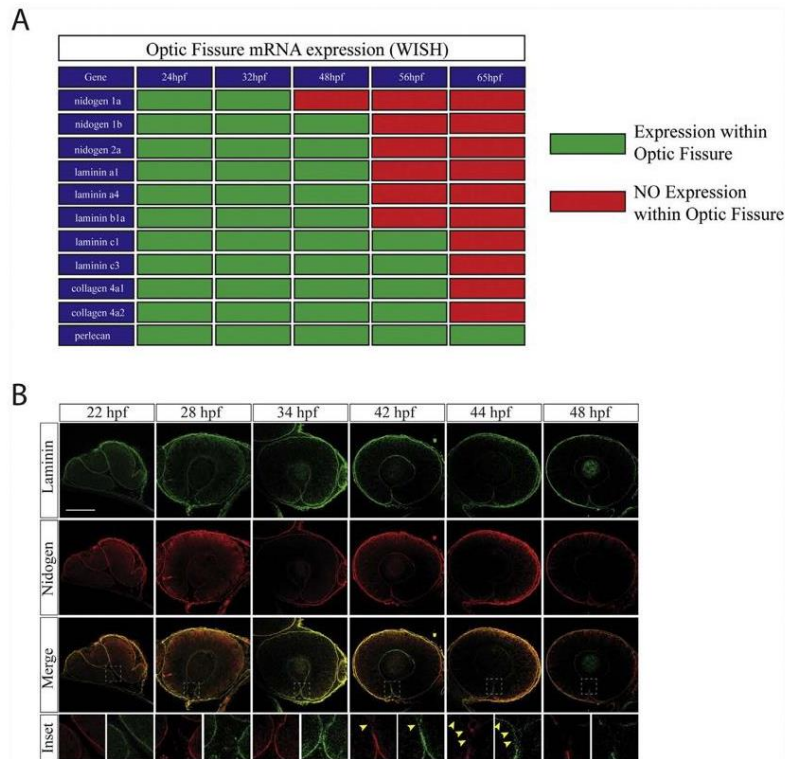 A
Optic Fissure mRNA expression (WISH)
Gene 24hpf 32hpf 48hpf 56hpf 65hpf
nidogen 1a
nidogen 1b
nidogen 2a
laminin a1
laminin a4
laminin b1a
laminin c1
laminin c3
collagen 4a1
collagen 4a2
perlecan
Expression within
Optic Fissure
NO Expression
within Optic Fissure
B
22 hpf 28 hpf 34 hpf 42 hpf 44 hpf 48 hpf
Laminin
*
Nidogen
*
Merge
*
Inset